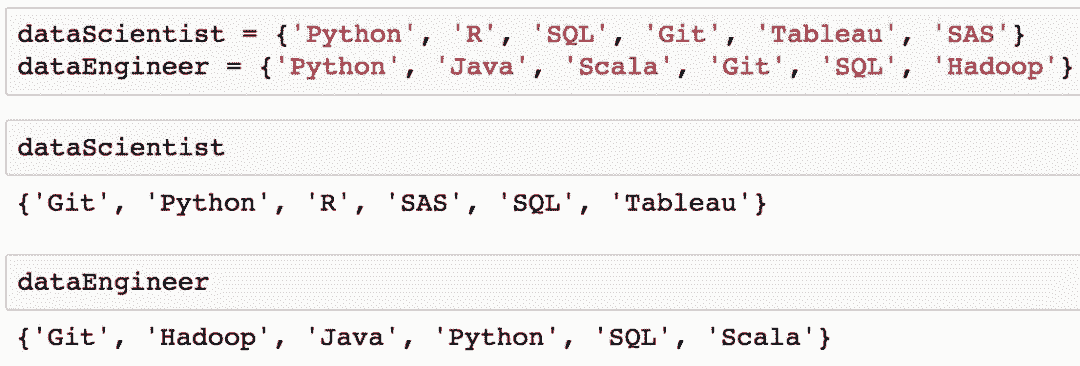 dataScientist = {'Python', 'R', 'SQL', 'Git', 'Tableau', 'SAS'}
dataEngineer = {'Python', 'Java', 'Scala', 'Git', 'SQL', 'Hadoop'}
dataScientist
{'Git', 'Python', 'R', 'SAS', 'SQL', 'Tableau'}
dataEngineer
{'Git', 'Hadoop', 'Java', 'Python', 'SQL', 'Scala'}